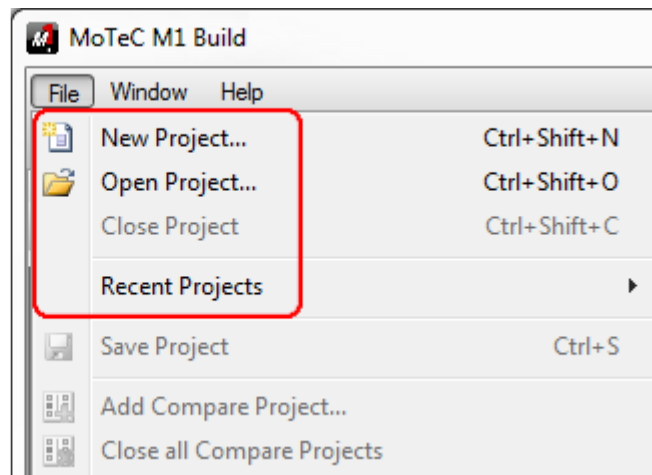 MoTeC M1 Build
File Window Help
New Project... Ctrl+Shift+N
Open Project... Ctrl+Shift+O
Close Project Ctrl+Shift+C
Recent Projects
Save Project Ctrl+S
Add Compare Project...
Close all Compare Projects